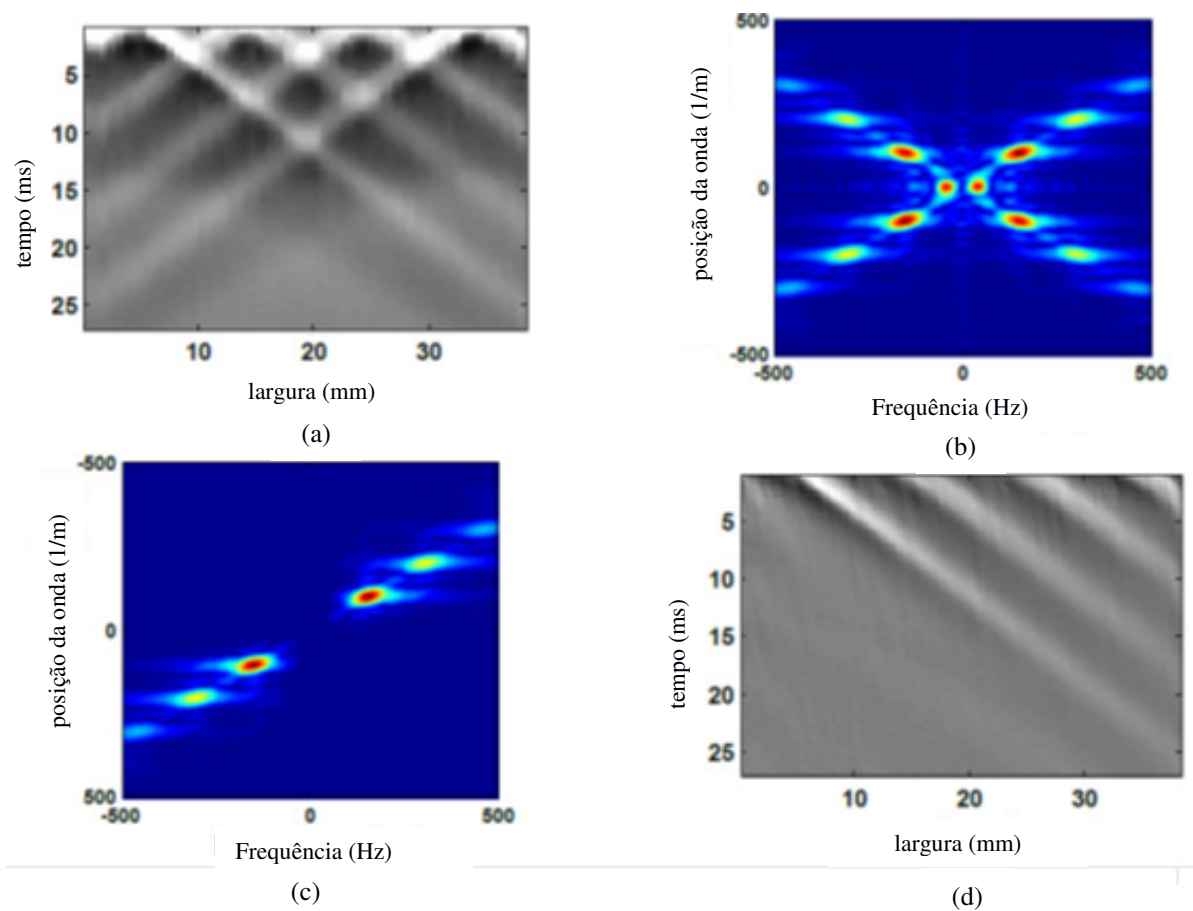 5
10
15
20
25
tempo (ms)
10 20 30
largura (mm)
(a)
500
0
-500
posição da onda (1/m)
-500 0 500
Frequência (Hz)
(b)
-500
0
500
posição da onda (1/m)
-500 0 500
Frequência (Hz)
(c)
5
10
15
20
25
tempo (ms)
10 20 30
largura (mm)
(d)